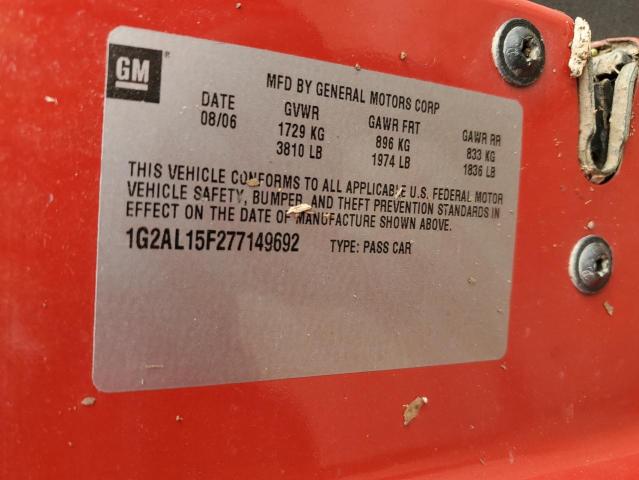 GM
MFD BY GENERAL MOTORS CORP
DATE GVWR GAWR FRT GAWR RR
08/06 1729 KG 896 KG 833 KG
3810 LB 1974 LB 1836 LB
THIS VEHICLE CONFORMS TO ALL APPLICABLE U.S. FEDERAL MOTOR
VEHICLE SAFETY, BUMPER, AND THEFT PREVENTION STANDARDS IN
EFFECT ON THE DATE OF MANUFACTURE SHOWN ABOVE.
1G2AL15F277149692 TYPE: PASS CAR